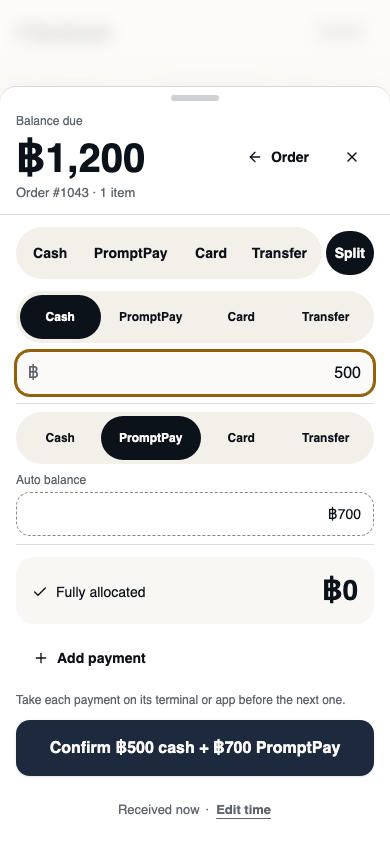 Balance due
฿1,200
← Order ×
Order #1043 · 1 item
Cash PromptPay Card Transfer Split
Cash PromptPay Card Transfer
฿ 500
Cash PromptPay Card Transfer
Auto balance
฿700
Fully allocated ฿0
+ Add payment
Take each payment on its terminal or app before the next one.
Confirm ฿500 cash + ฿700 PromptPay
Received now · Edit time